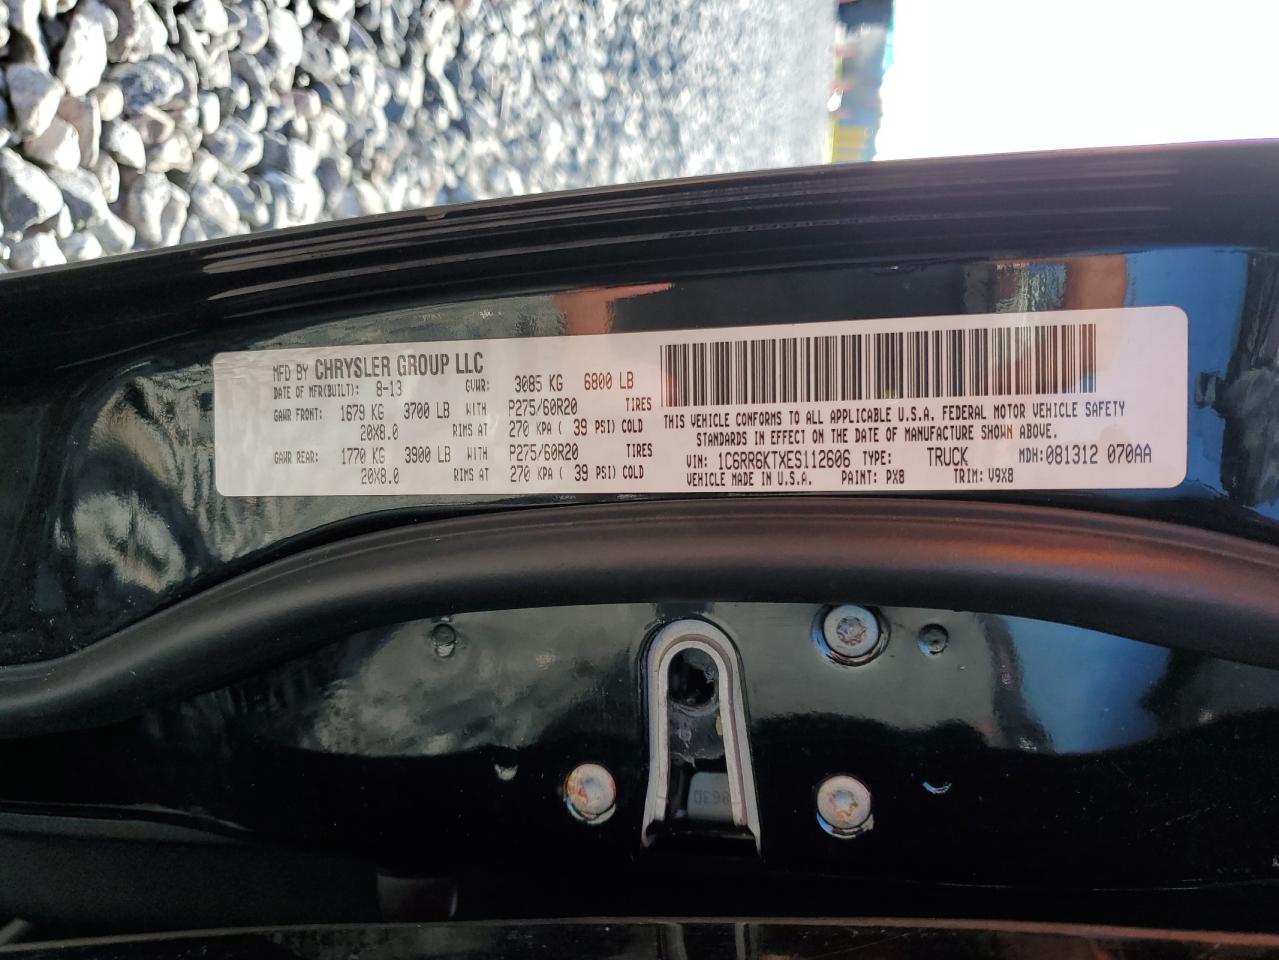 MFD BY CHRYSLER GROUP LLC
DATE OF MFR(BUILT): 8-13 GVWR: 3085 KG 6800 LB
GAWR FRONT: 1679 KG 3700 LB WITH P275/60R20 TIRES
20X8.0 RIMS AT 270 KPA ( 39 PSI) COLD
GAWR REAR: 1770 KG 3900 LB WITH P275/60R20 TIRES
20X8.0 RIMS AT 270 KPA ( 39 PSI) COLD
THIS VEHICLE CONFORMS TO ALL APPLICABLE U.S.A. FEDERAL MOTOR VEHICLE SAFETY
STANDARDS IN EFFECT ON THE DATE OF MANUFACTURE SHOWN ABOVE.
VIN: 1C6RR6KTXES112606 TYPE: TRUCK MDH: 081312 070AA
VEHICLE MADE IN U.S.A. PAINT: PX8 TRIM: V9X8